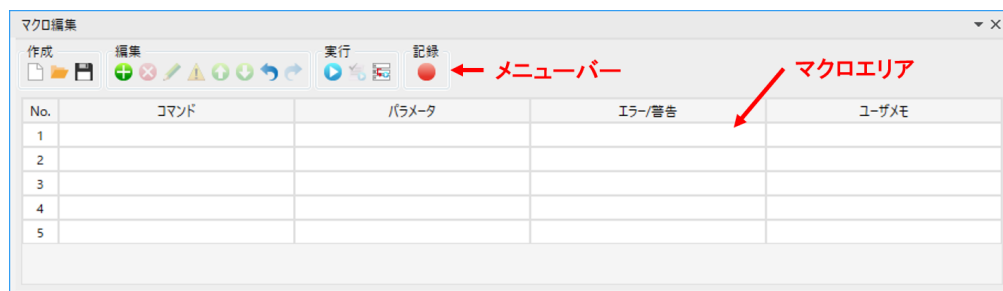 マクロ編集
作成 編集 実行 記録
メニューバー
マクロエリア
No. コマンド パラメータ エラー/警告 ユーザメモ
1
2
3
4
5